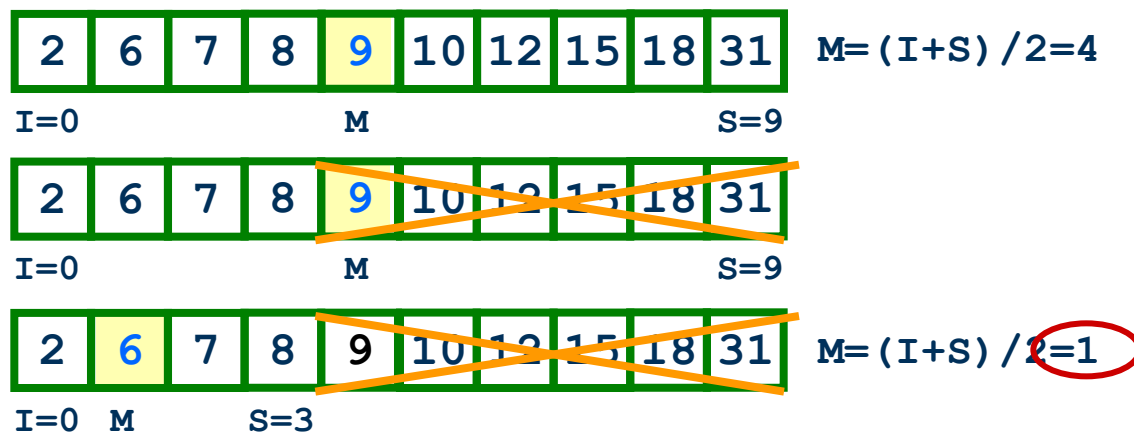 2 6 7 8 9 10 12 15 18 31 M=(I+S)/2=4
I=0 M S=9
2 6 7 8 9 10 12 15 18 31
I=0 M S=9
2 6 7 8 9 10 12 15 18 31 M=(I+S)/2=1
I=0 M S=3